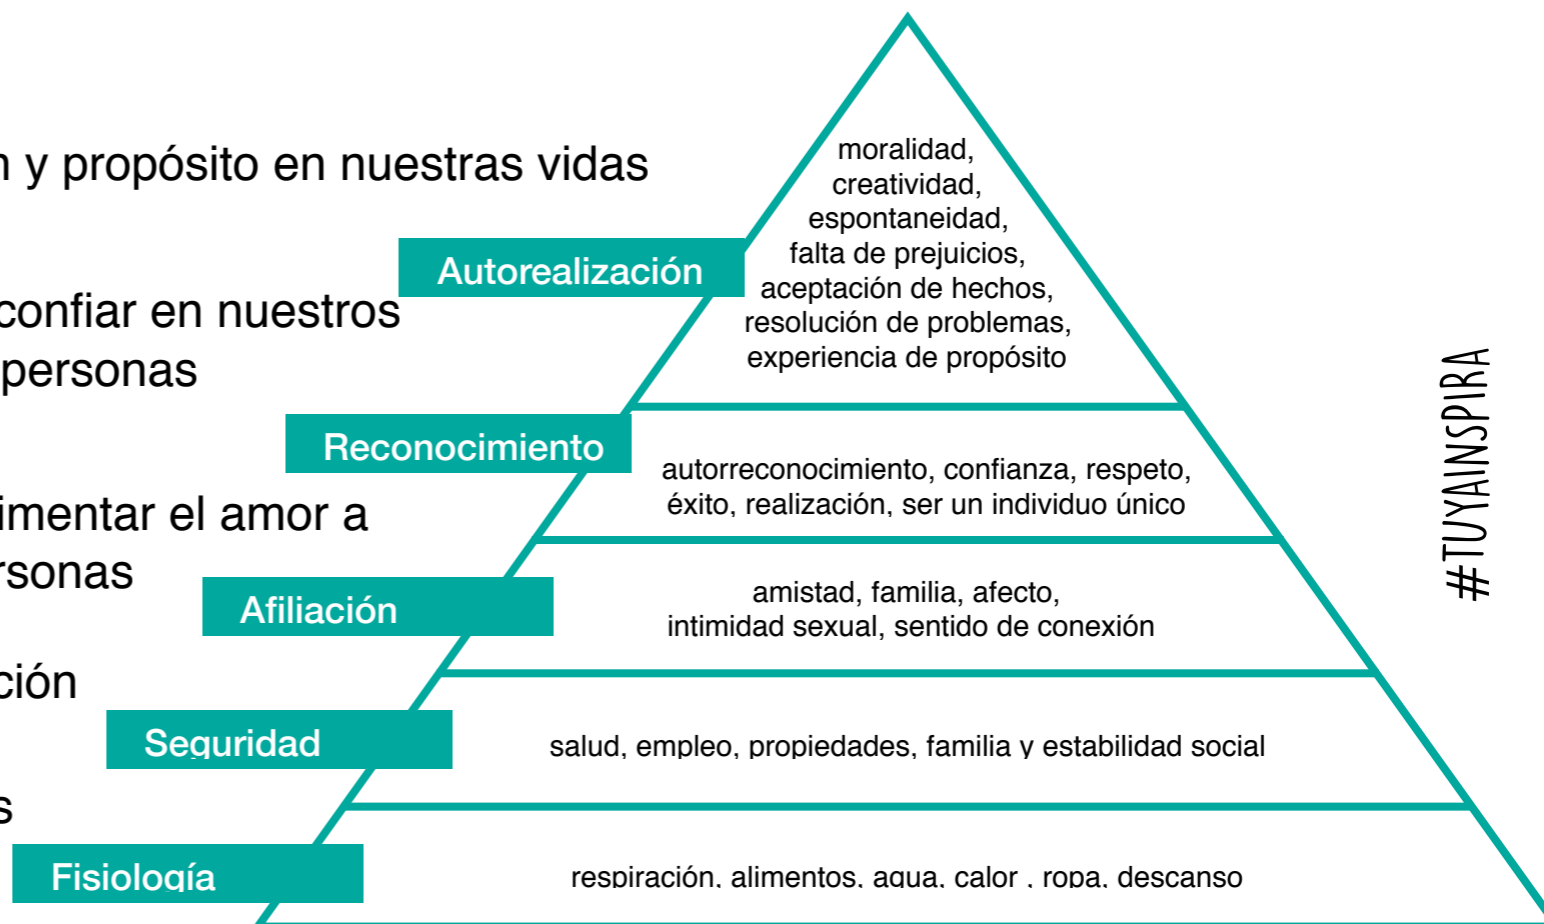 n y propósito en nuestras vidas
moralidad,
creatividad,
espontaneidad,
falta de prejuicios,
aceptación de hechos,
resolución de problemas,
experiencia de propósito
Autorealización
confiar en nuestros
personas
Reconocimiento
autorreconocimiento, confianza, respeto,
éxito, realización, ser un individuo único
imentar el amor a
rsonas
Afiliación
amistad, familia, afecto,
intimidad sexual, sentido de conexión
ción
Seguridad
salud, empleo, propiedades, familia y estabilidad social
s
Fisiología
respiración, alimentos, agua, calor , ropa, descanso
#TUYAINSPIRA